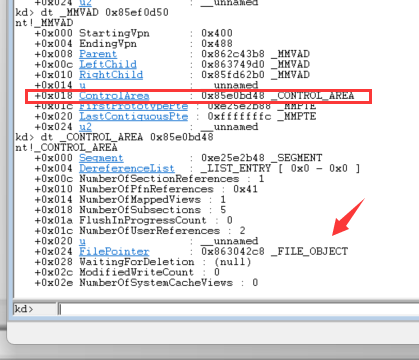 +0x024 u2 : __unnamed
kd> dt _MMVAD 0x85ef0d50
nt!_MMVAD
+0x000 StartingVpn : 0x400
+0x004 EndingVpn : 0x488
+0x008 Parent : 0x862c43b8 _MMVAD
+0x00c LeftChild : 0x863749d0 _MMVAD
+0x010 RightChild : 0x85fd62b0 _MMVAD
+0x014 u : __unnamed
+0x018 ControlArea : 0x85e0bd48 _CONTROL_AREA
+0x01c FirstPrototypePte : 0xe25e2b88 _MMPTE
+0x020 LastContiguousPte : 0xfffffffc _MMPTE
+0x024 u2 : __unnamed
kd> dt _CONTROL_AREA 0x85e0bd48
nt!_CONTROL_AREA
+0x000 Segment : 0xe25e2b48 _SEGMENT
+0x004 DereferenceList : _LIST_ENTRY [ 0x0 - 0x0 ]
+0x00c NumberOfSectionReferences : 1
+0x010 NumberOfPfnReferences : 0x41
+0x014 NumberOfMappedViews : 1
+0x018 NumberOfSubsections : 5
+0x01a FlushInProgressCount : 0
+0x01c NumberOfUserReferences : 2
+0x020 u : __unnamed
+0x024 FilePointer : 0x863042c8 _FILE_OBJECT
+0x028 WaitingForDeletion : (null)
+0x02c ModifiedWriteCount : 0
+0x02e NumberOfSystemCacheViews : 0
kd>